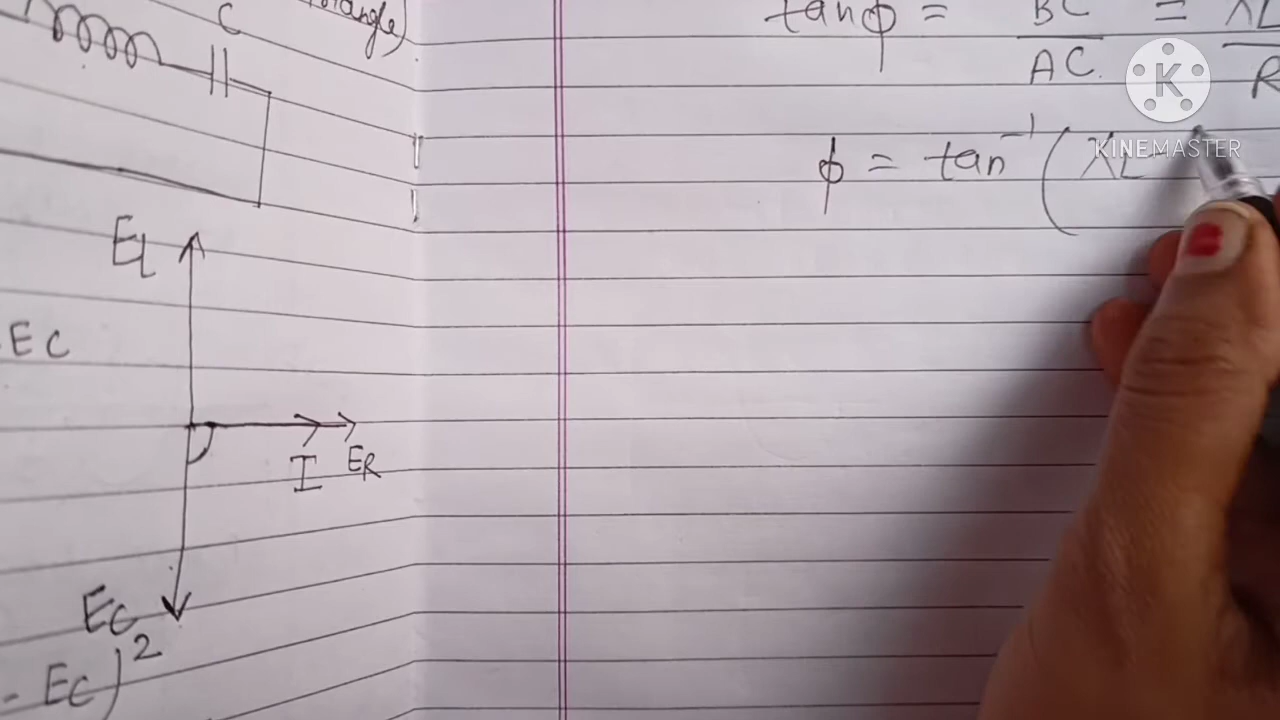 C
tanϕ = BC/AC = XL/R
K
KINEMASTER
ϕ = tan⁻¹(XL
EL
EC
I ER
EC
- EC)²